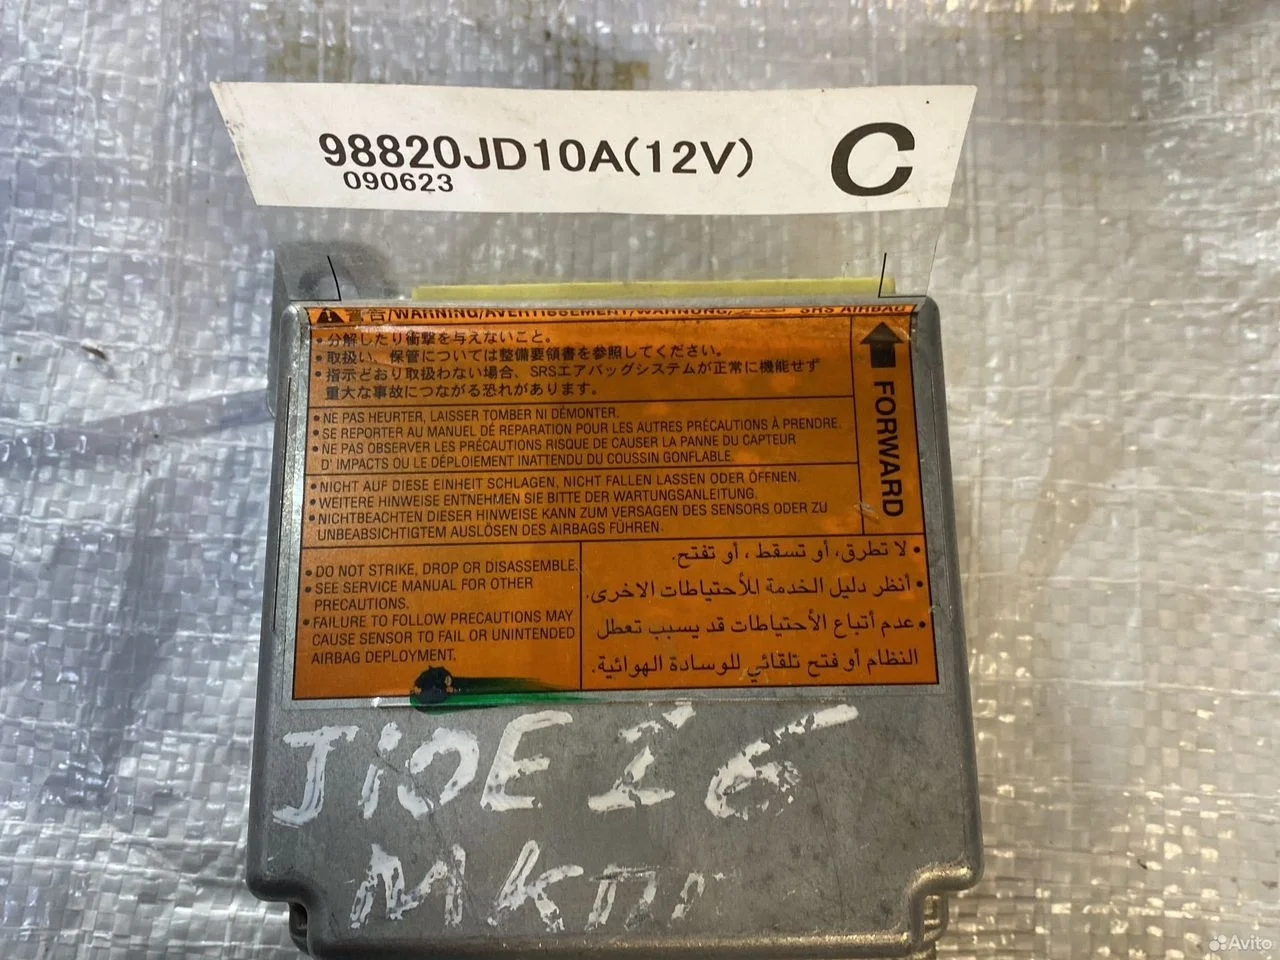 98820JD10A(12V) C
090623
警告/WARNING/AVERTISSEMENT/WARNUNG/ SRS AIRBAG
• 分解したり衝撃を与えないこと。
• 取扱い、保管については整備要領書を参照してください。
• 指示どおり取扱わない場合、SRSエアバッグシステムが正常に機能せず
重大な事故につながる恐れがあります。
FORWARD
• NE PAS HEURTER, LAISSER TOMBER NI DÉMONTER.
• SE REPORTER AU MANUEL DE RÉPARATION POUR LES AUTRES PRÉCAUTIONS À PRENDRE.
• NE PAS OBSERVER LES PRÉCAUTIONS RISQUE DE CAUSER LA PANNE DU CAPTEUR
D' IMPACTS OU LE DÉPLOIEMENT INATTENDU DU COUSSIN GONFLABLE.
• NICHT AUF DIESE EINHEIT SCHLAGEN, NICHT FALLEN LASSEN ODER ÖFFNEN.
• WEITERE HINWEISE ENTNEHMEN SIE BITTE DER WARTUNGSANLEITUNG.
• NICHTBEACHTEN DIESER HINWEISE KANN ZUM VERSAGEN DES SENSORS ODER ZU
UNBEABSICHTIGTEM AUSLÖSEN DES AIRBAGS FÜHREN.
• DO NOT STRIKE, DROP OR DISASSEMBLE.
• SEE SERVICE MANUAL FOR OTHER
PRECAUTIONS.
• FAILURE TO FOLLOW PRECAUTIONS MAY
CAUSE SENSOR TO FAIL OR UNINTENDED
AIRBAG DEPLOYMENT.
• لا تطرق، أو تسقط ، أو تفتح.
• أنظر دليل الخدمة للأحتياطات الاخرى.
• عدم أتباع الأحتياطات قد يسبب تعطل
النظام أو فتح تلقائي للوسادة الهوائية.
J10E I6
МКПП
Avito